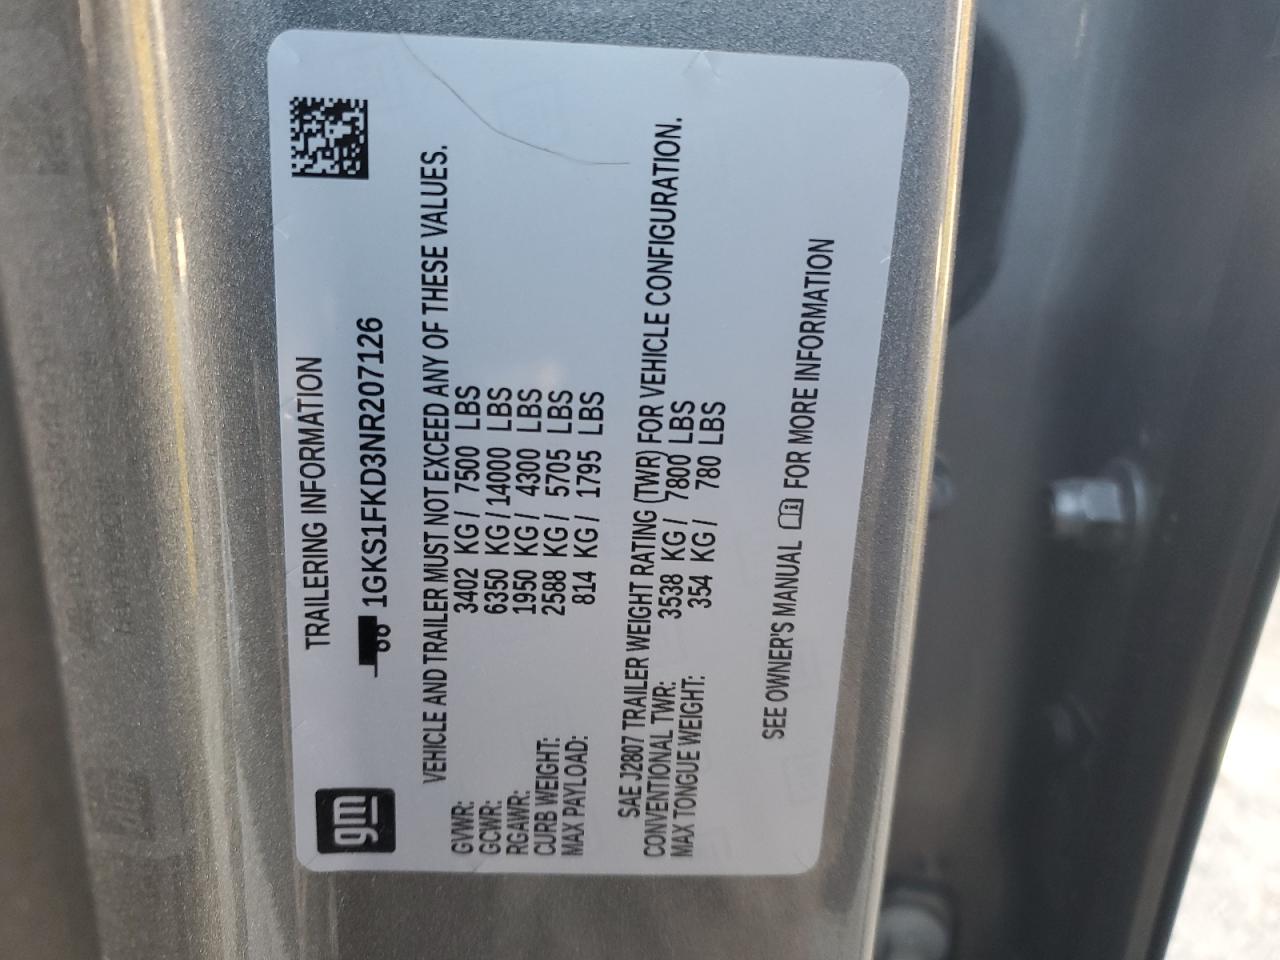 gm
TRAILERING INFORMATION
1GKS1FKD3NR207126
VEHICLE AND TRAILER MUST NOT EXCEED ANY OF THESE VALUES.
GVWR: 3402 KG / 7500 LBS
GCWR: 6350 KG / 14000 LBS
RGAWR: 1950 KG / 4300 LBS
CURB WEIGHT: 2588 KG / 5705 LBS
MAX PAYLOAD: 814 KG / 1795 LBS
SAE J2807 TRAILER WEIGHT RATING (TWR) FOR VEHICLE CONFIGURATION.
CONVENTIONAL TWR: 3538 KG / 7800 LBS
MAX TONGUE WEIGHT: 354 KG / 780 LBS
SEE OWNER'S MANUAL FOR MORE INFORMATION